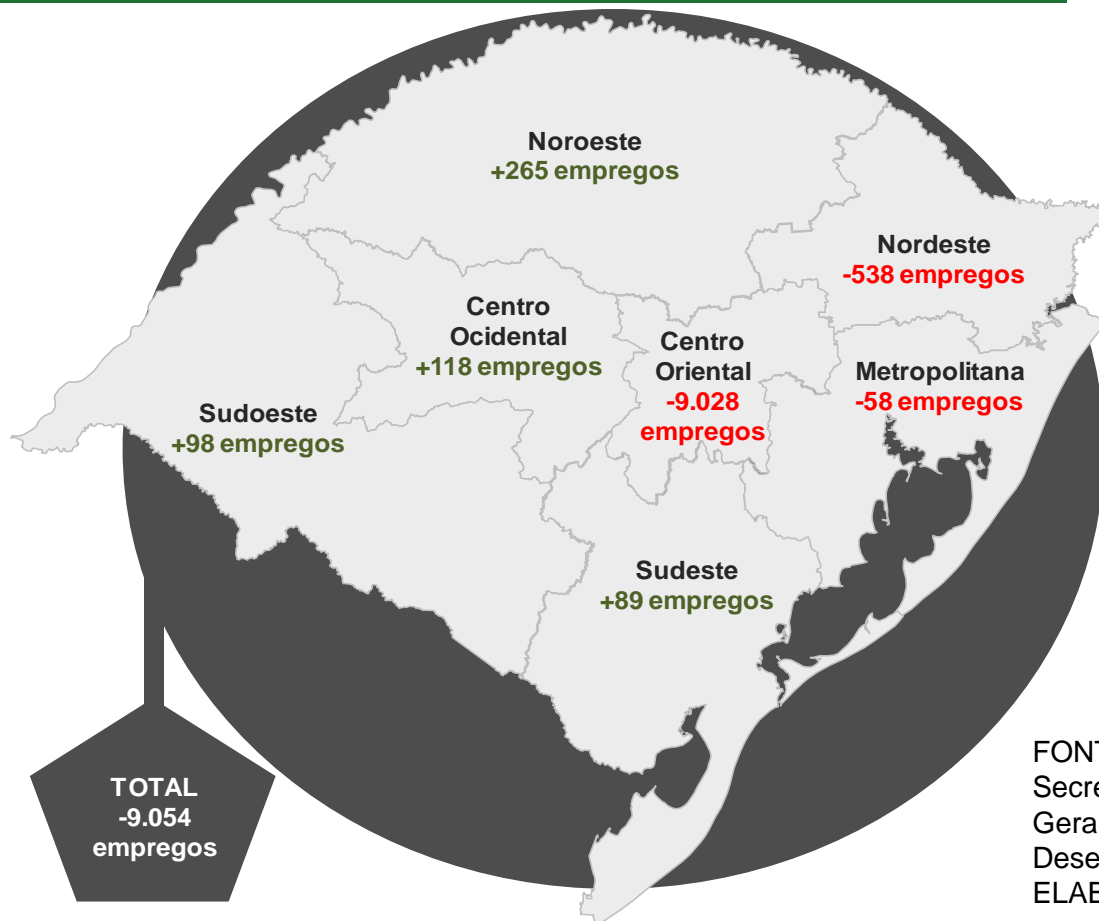 Noroeste
+265 empregos
Nordeste
-538 empregos
Centro
Ocidental
+118 empregos
Centro
Oriental
-9.028
empregos
Metropolitana
-58 empregos
Sudoeste
+98 empregos
Sudeste
+89 empregos
TOTAL
-9.054
empregos